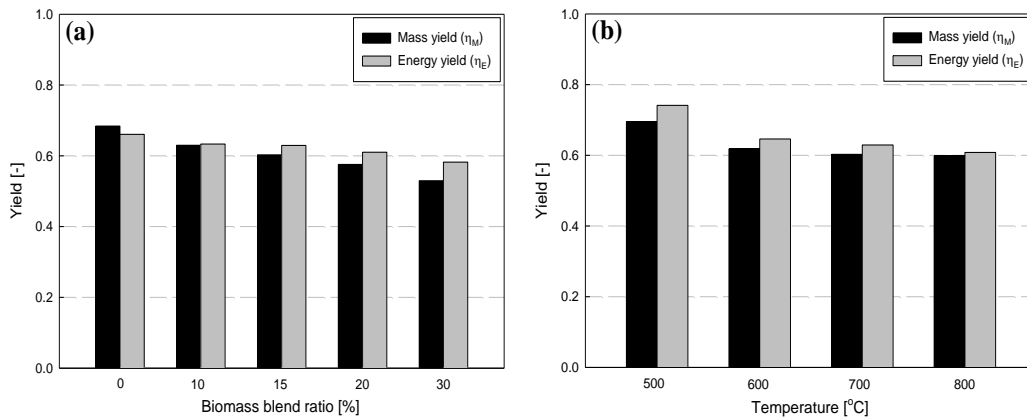 (a)
Mass yield (ηM)
Energy yield (ηE)
Yield [-]
1.0
0.8
0.6
0.4
0.2
0.0
0 10 15 20 30
Biomass blend ratio [%]
(b)
Mass yield (ηM)
Energy yield (ηE)
Yield [-]
1.0
0.8
0.6
0.4
0.2
0.0
500 600 700 800
Temperature [oC]